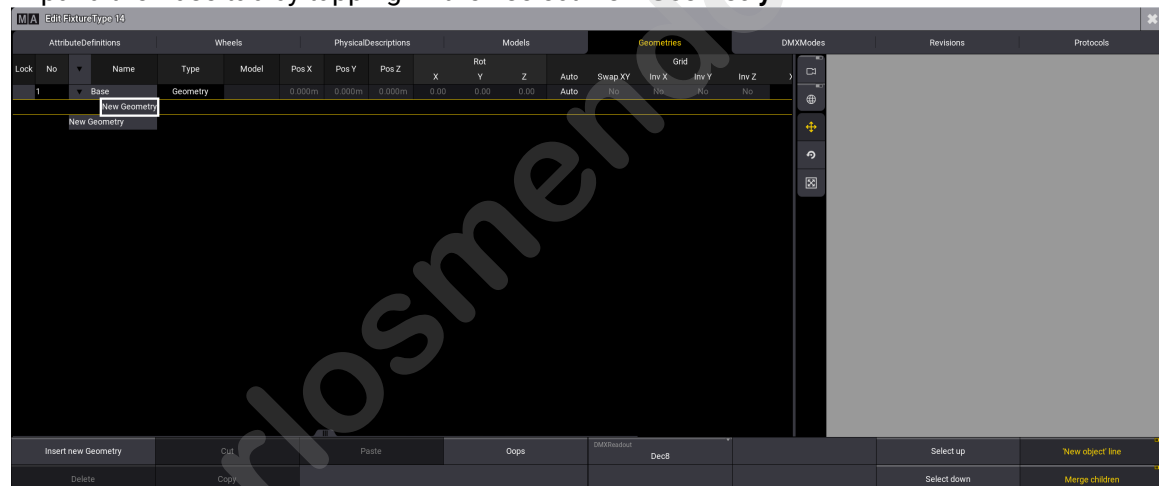 MA Edit FixtureType 14
AttributeDefinitions Wheels PhysicalDescriptions Models Geometries DMXModes Revisions Protocols
Lock No Name Type Model Pos X Pos Y Pos Z Rot Grid
X Y Z Auto Swap XY Inv X Inv Y Inv Z
1 Base Geometry 0.000m 0.000m 0.000m 0.00 0.00 0.00 Auto No No No No
New Geometry
New Geometry
Insert new Geometry Cut Paste Oops DMXReadout Dec8 Select up 'New object' line
Delete Copy Select down Merge children
rlosmend